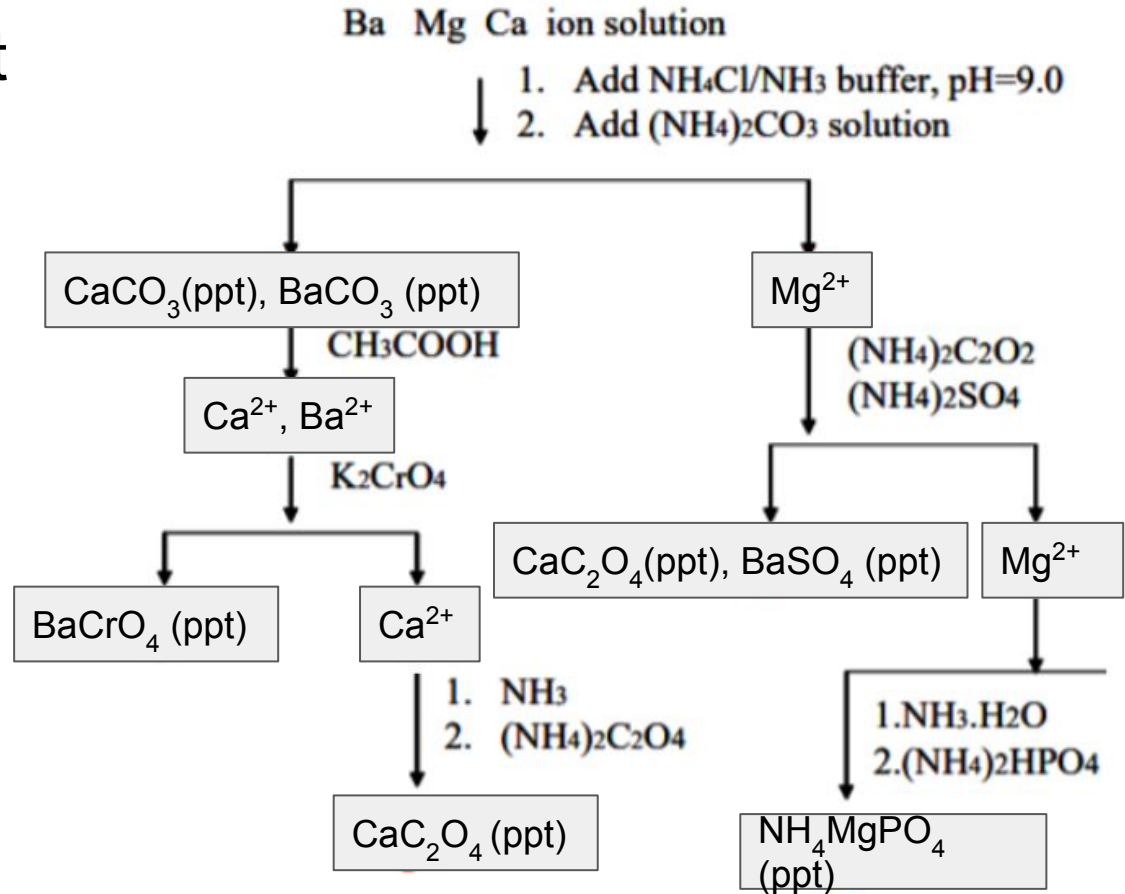 t
Ba Mg Ca ion solution
1. Add NH4Cl/NH3 buffer, pH=9.0
2. Add (NH4)2CO3 solution
CaCO3(ppt), BaCO3 (ppt)
Mg2+
CH3COOH
(NH4)2C2O2
(NH4)2SO4
Ca2+, Ba2+
K2CrO4
CaC2O4(ppt), BaSO4 (ppt)
Mg2+
BaCrO4 (ppt)
Ca2+
1. NH3
2. (NH4)2C2O4
1.NH3.H2O
2.(NH4)2HPO4
CaC2O4 (ppt)
NH4MgPO4
(ppt)